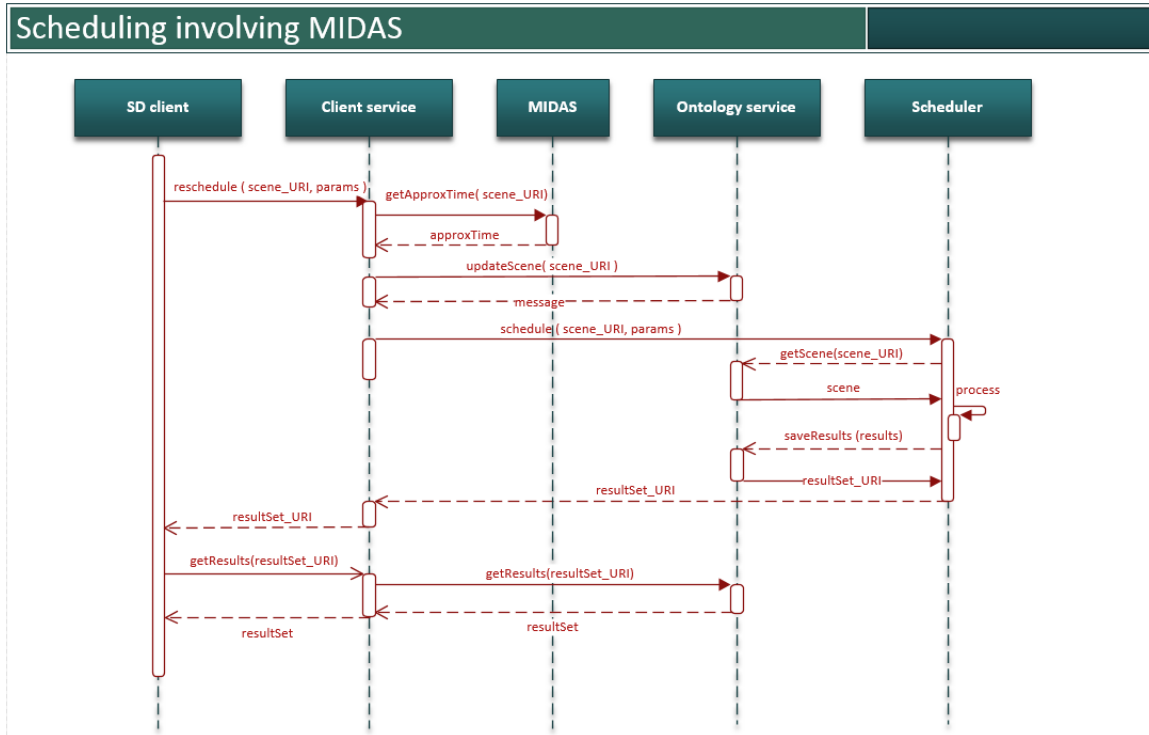 Scheduling involving MIDAS
SD client
Client service
MIDAS
Ontology service
Scheduler
reschedule ( scene_URI, params )
getApproxTime( scene_URI)
approxTime
updateScene( scene_URI )
message
schedule ( scene_URI, params )
getScene(scene_URI)
scene
process
saveResults (results)
resultSet_URI
resultSet_URI
resultSet_URI
getResults(resultSet_URI)
getResults(resultSet_URI)
resultSet
resultSet